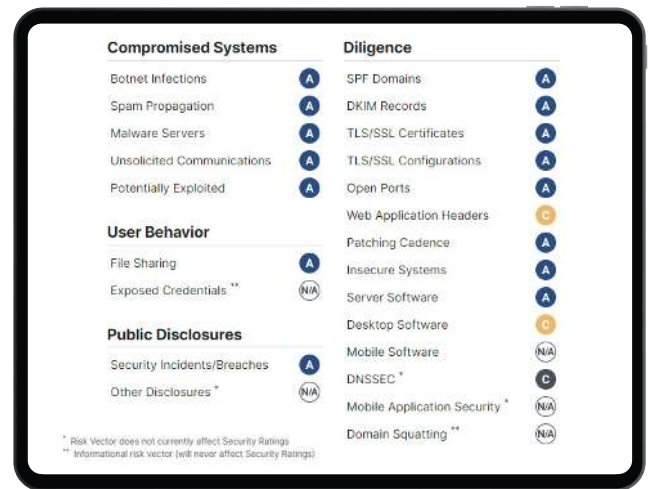 Compromised Systems
Botnet Infections A
Spam Propagation A
Malware Servers A
Unsolicited Communications A
Potentially Exploited A
User Behavior
File Sharing A
Exposed Credentials ** N/A
Public Disclosures
Security Incidents/Breaches A
Other Disclosures * N/A
Diligence
SPF Domains A
DKIM Records A
TLS/SSL Certificates A
TLS/SSL Configurations A
Open Ports A
Web Application Headers C
Patching Cadence A
Insecure Systems A
Server Software A
Desktop Software C
Mobile Software N/A
DNSSEC * C
Mobile Application Security * N/A
Domain Squatting ** N/A
* Risk Vector does not currently affect Security Ratings
** Informational risk vector (will never affect Security Ratings)